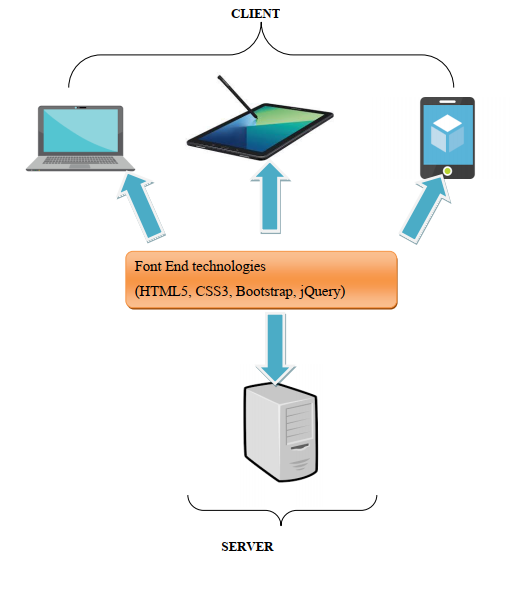 CLIENT
Font End technologies
(HTML5, CSS3, Bootstrap, jQuery)
SERVER